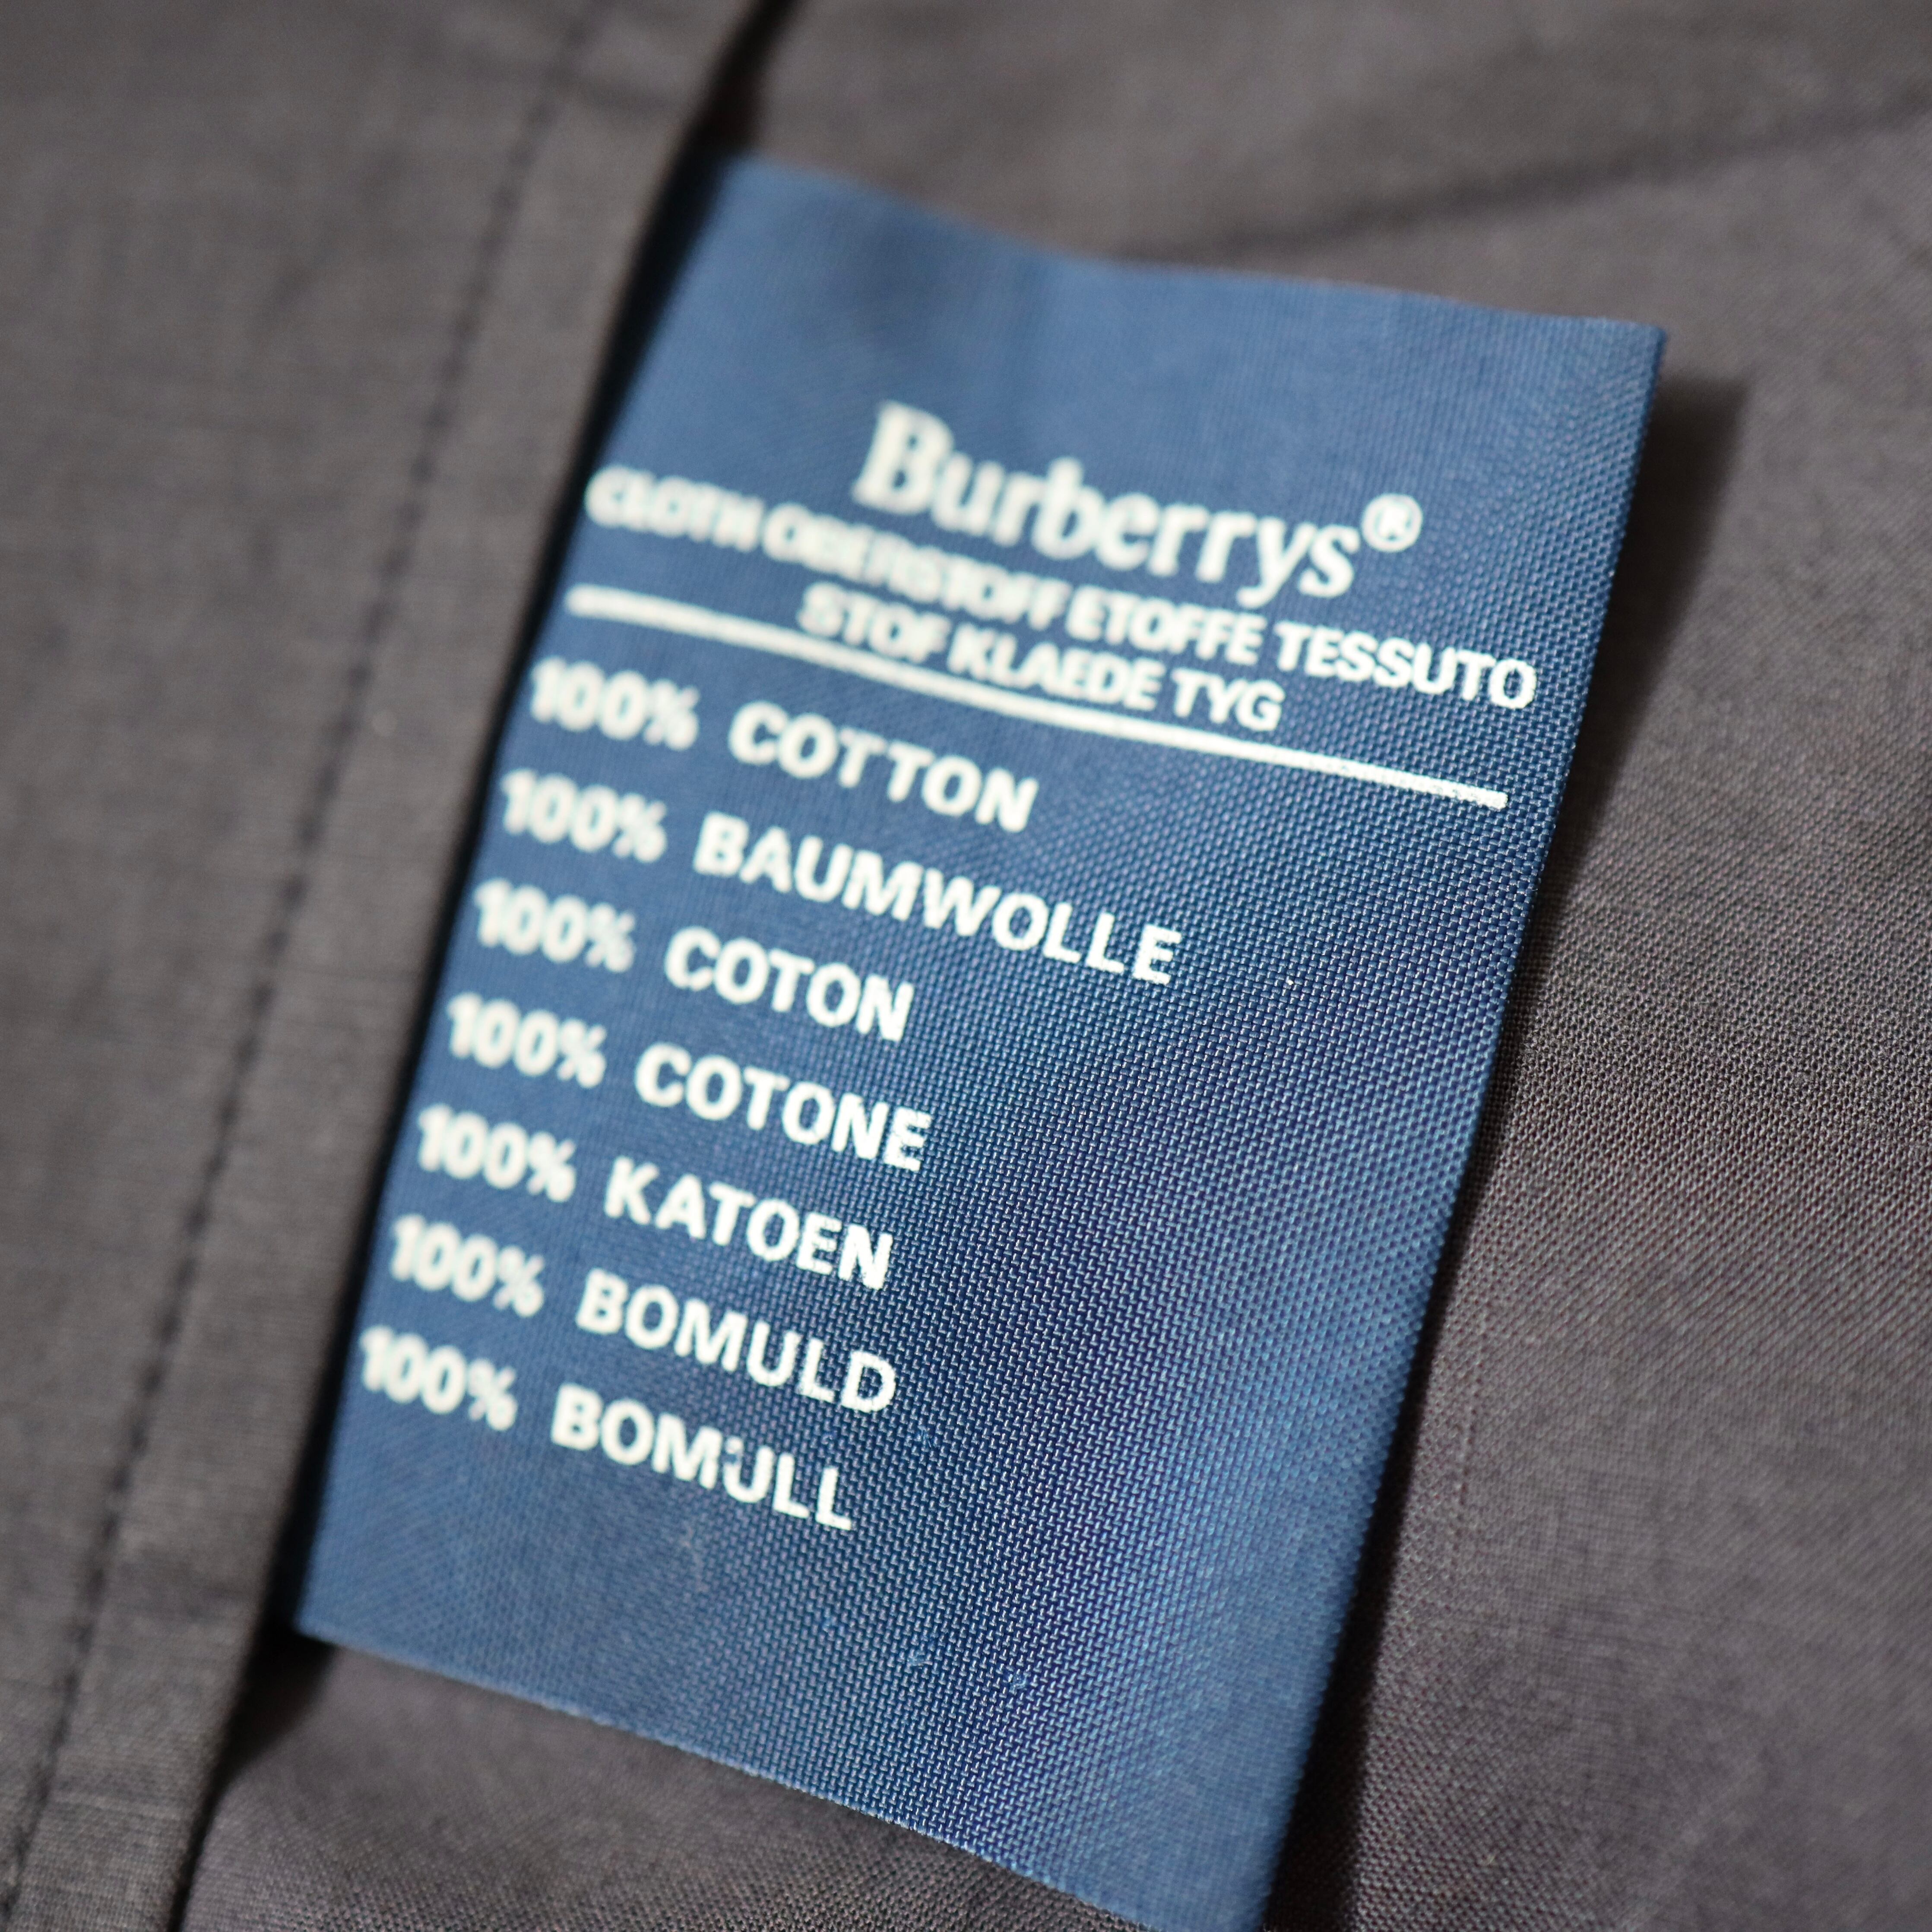 Burberrys®
CLOTH OBERSTOFF ETOFFE TESSUTO
STOF KLAEDE TYG
100% COTTON
100% BAUMWOLLE
100% COTON
100% COTONE
100% KATOEN
100% BOMULD
100% BOMÜLL